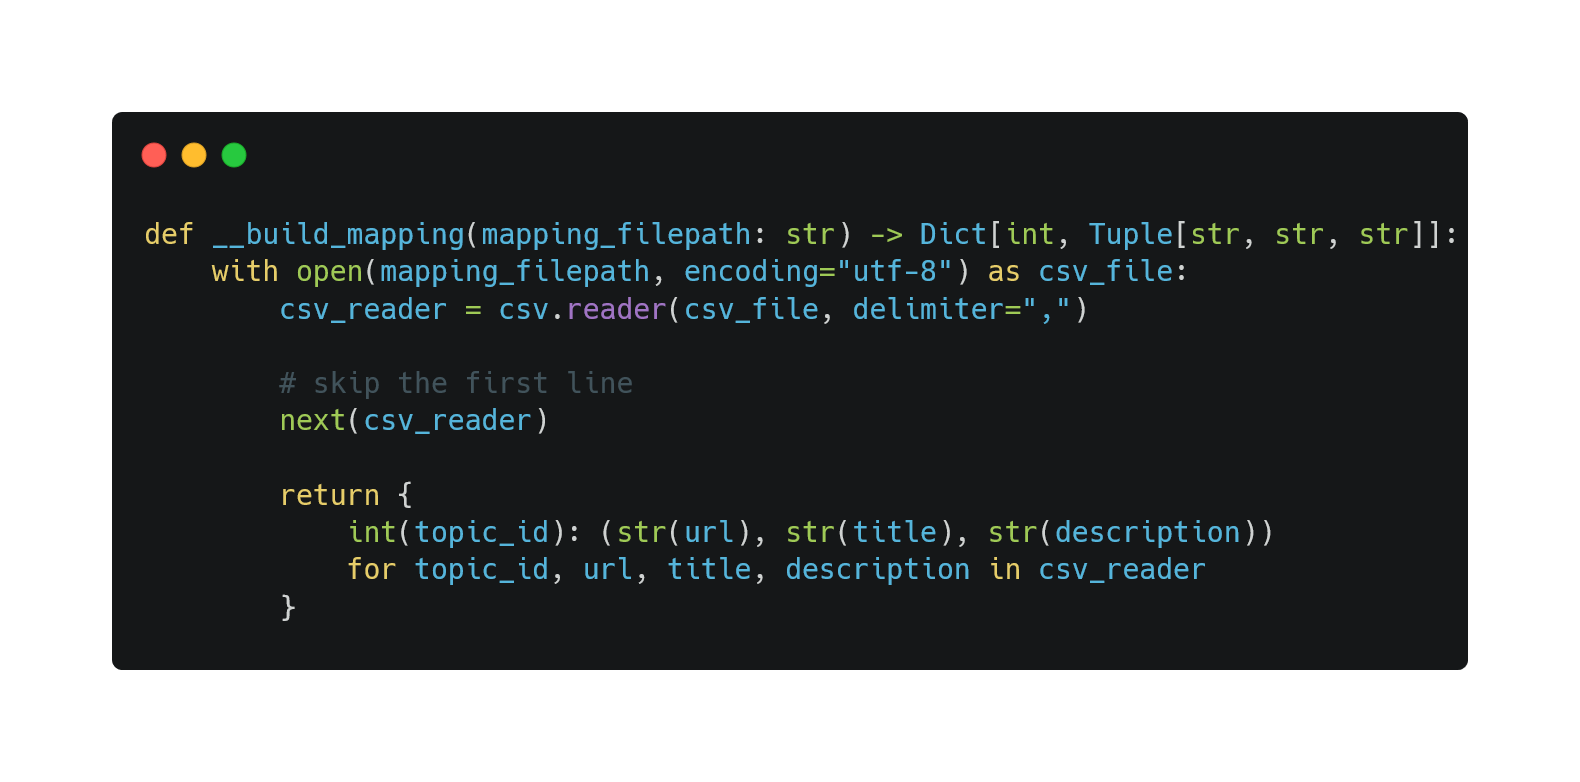 def __build_mapping(mapping_filepath: str) -> Dict[int, Tuple[str, str, str]]:
    with open(mapping_filepath, encoding="utf-8") as csv_file:
        csv_reader = csv.reader(csv_file, delimiter=",")

        # skip the first line
        next(csv_reader)

        return {
            int(topic_id): (str(url), str(title), str(description))
            for topic_id, url, title, description in csv_reader
        }